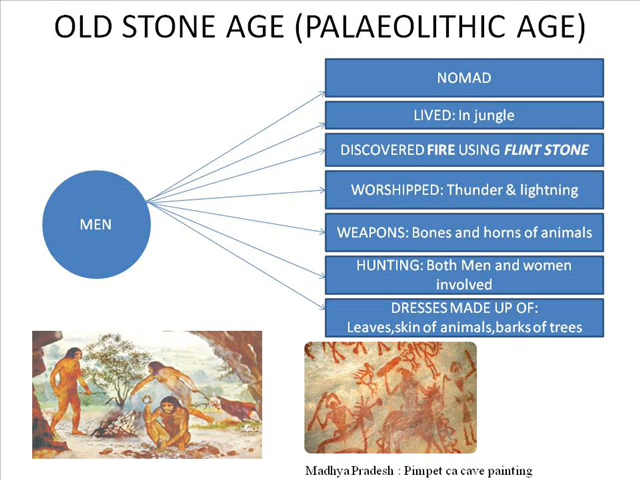 OLD STONE AGE (PALAEOLITHIC AGE)
NOMAD
LIVED: In jungle
DISCOVERED FIRE USING FLINT STONE
MEN
WORSHIPPED: Thunder & lightning
WEAPONS: Bones and horns of animals
HUNTING: Both Men and women
involved
DRESSES MADE UP OF:
Leaves,skin of animals,barks of trees
Madhya Pradesh : Pimpet ca cave painting